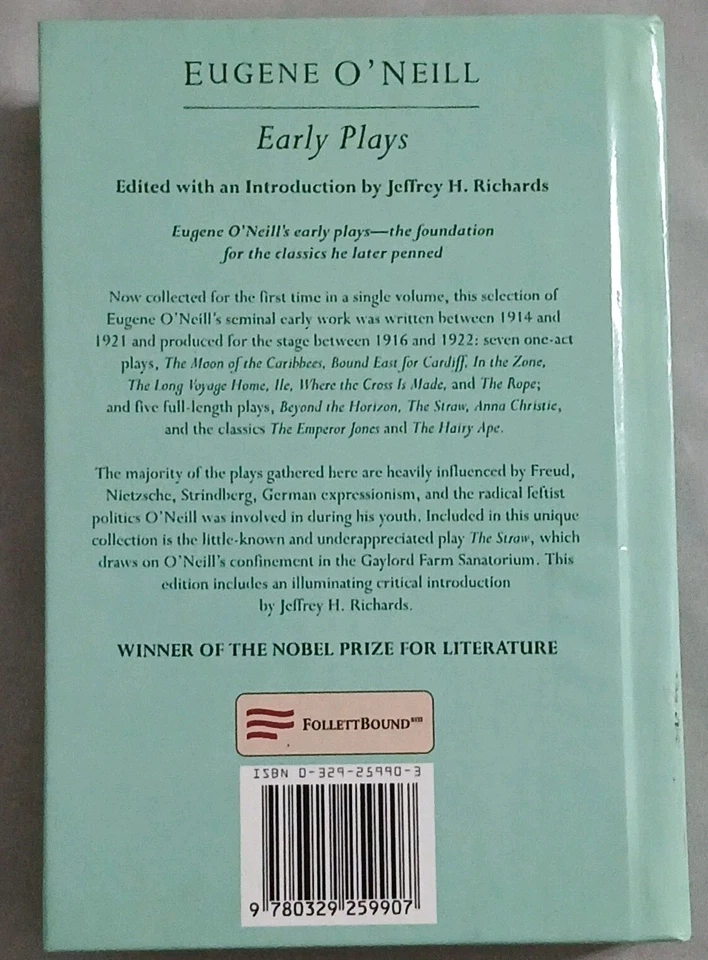 EUGENE O'NEILL
Early Plays
Edited with an Introduction by Jeffrey H. Richards
Eugene O'Neill's early plays—the foundation
for the classics he later penned
Now collected for the first time in a single volume, this selection of
Eugene O'Neill's seminal early work was written between 1914 and
1921 and produced for the stage between 1916 and 1922: seven one-act
plays, The Moon of the Caribbees, Bound East for Cardiff, In the Zone,
The Long Voyage Home, Ile, Where the Cross Is Made, and The Rope;
and five full-length plays, Beyond the Horizon, The Straw, Anna Christie,
and the classics The Emperor Jones and The Hairy Ape.
The majority of the plays gathered here are heavily influenced by Freud,
Nietzsche, Strindberg, German expressionism, and the radical leftist
politics O'Neill was involved in during his youth. Included in this unique
collection is the little-known and underappreciated play The Straw, which
draws on O'Neill's confinement in the Gaylord Farm Sanatorium. This
edition includes an illuminating critical introduction
by Jeffrey H. Richards.
WINNER OF THE NOBEL PRIZE FOR LITERATURE
FOLLETTBOUND sm
ISBN 0-329-25990-3
9 780329 259907